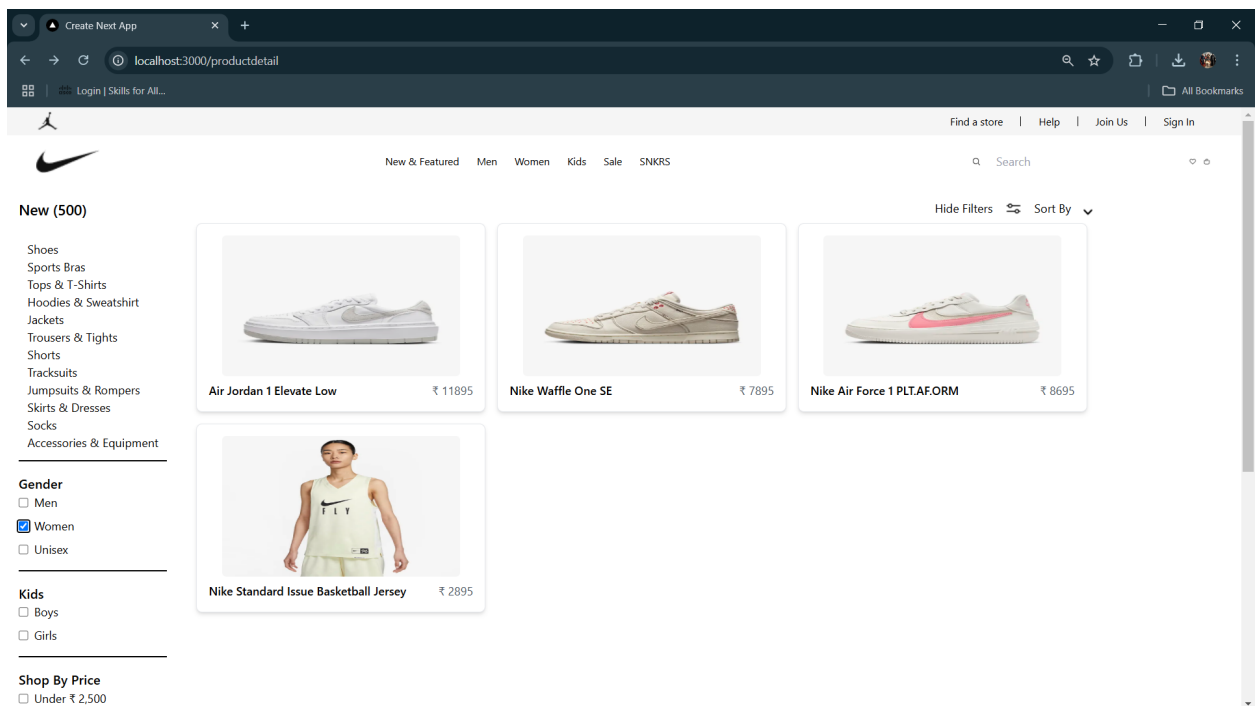 Create Next App
localhost:3000/productdetail
Login | Skills for All...
All Bookmarks
Find a store | Help | Join Us | Sign In
New & Featured Men Women Kids Sale SNKRS
Search
New (500)
Hide Filters Sort By
Shoes
Sports Bras
Tops & T-Shirts
Hoodies & Sweatshirt
Jackets
Trousers & Tights
Shorts
Tracksuits
Jumpsuits & Rompers
Skirts & Dresses
Socks
Accessories & Equipment
Gender
Men
Women
Unisex
Kids
Boys
Girls
Shop By Price
Under ₹ 2,500
Air Jordan 1 Elevate Low ₹ 11895
Nike Waffle One SE ₹ 7895
Nike Air Force 1 PLT.AF.ORM ₹ 8695
FLY
Nike Standard Issue Basketball Jersey ₹ 2895